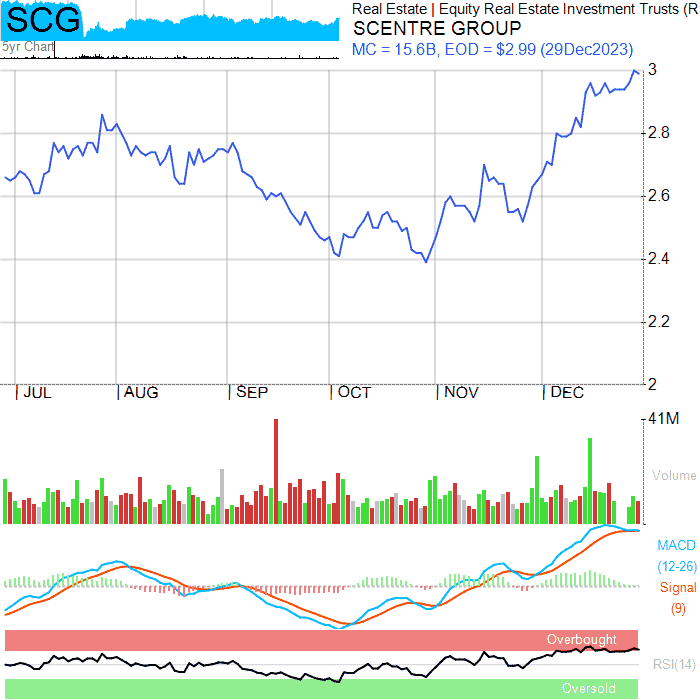 SCG
5yr Chart
Real Estate | Equity Real Estate Investment Trusts (R
SCENTRE GROUP
MC = 15.6B, EOD = $2.99 (29Dec2023)
3
2.8
2.6
2.4
2.2
2
JUL AUG SEP OCT NOV DEC
41M
Volume
MACD
(12-26)
Signal
(9)
Overbought
RSI(14)
Oversold